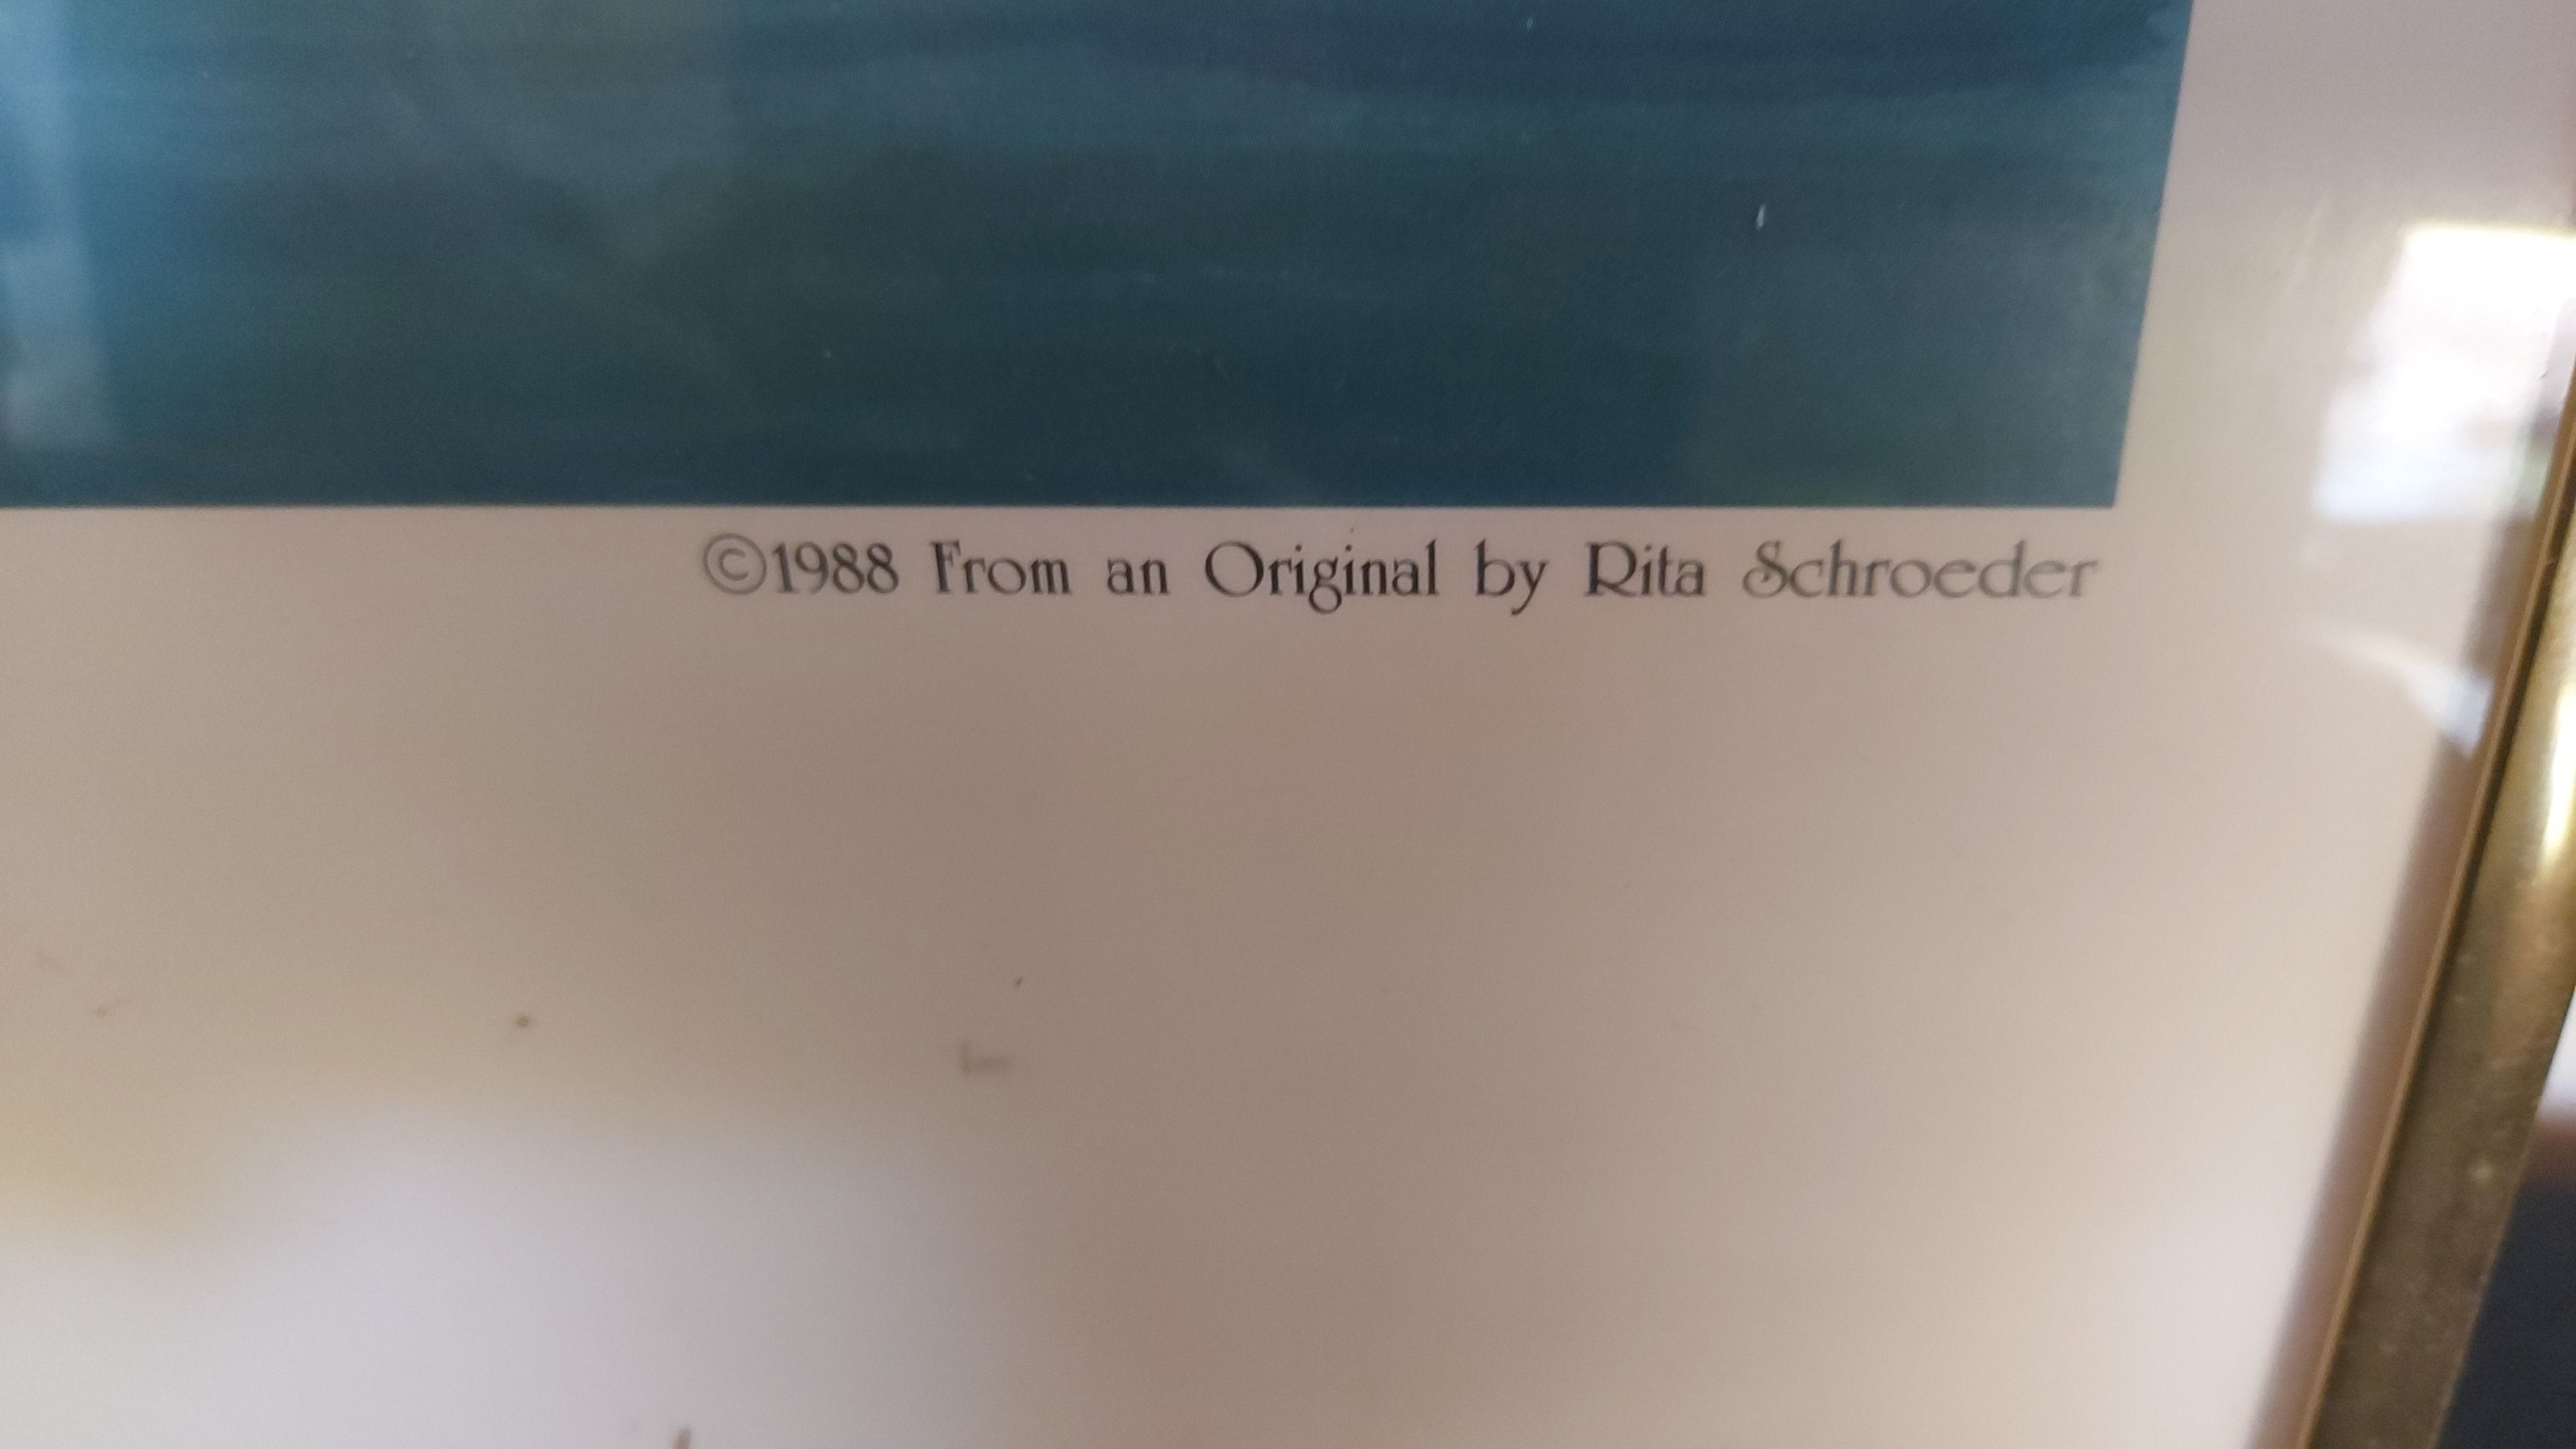 ©1988 From an Original by Rita Schroeder